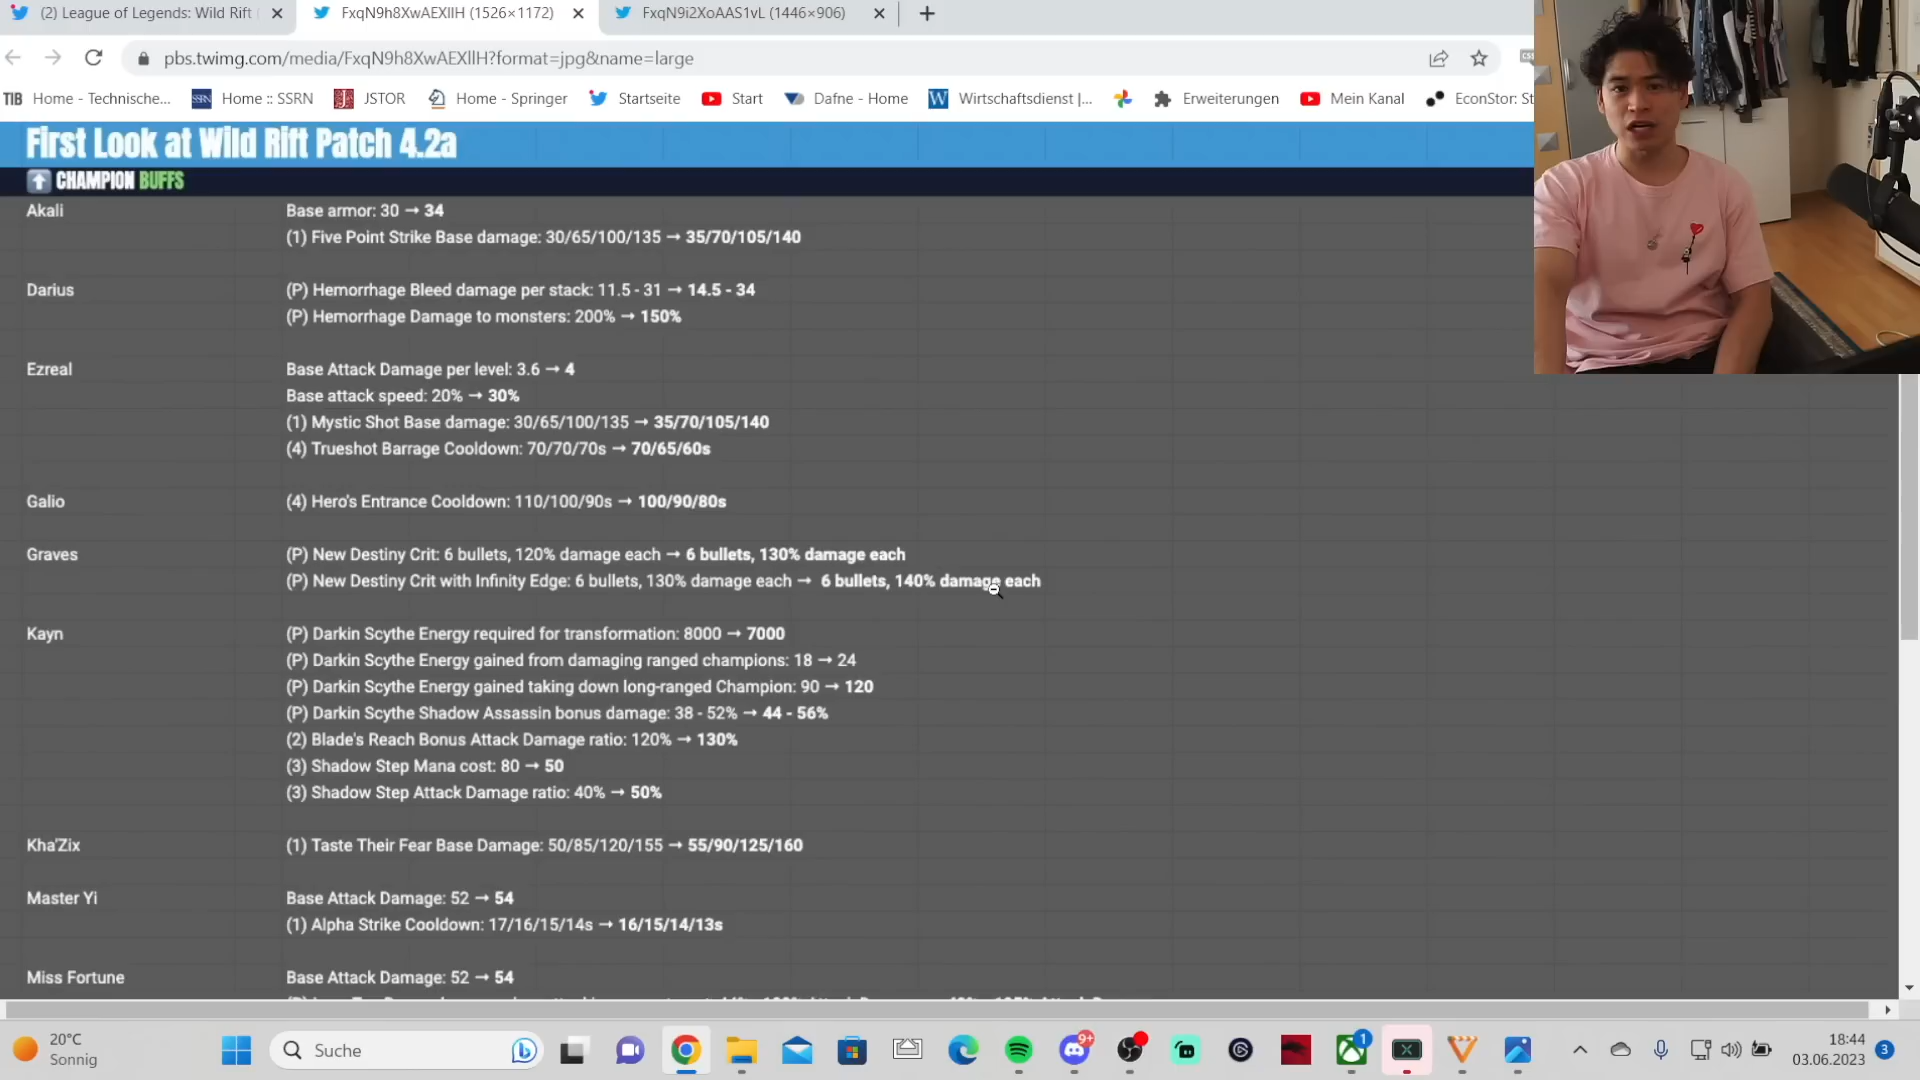 (2) League of Legends: Wild Rift
FxqN9h8XwAEXllH (1526×1172)
FxqN9i2XoAAS1vL (1446×906)
pbs.twimg.com/media/FxqN9h8XwAEXllH?format=jpg&name=large
TIB Home - Technische...
SSRN Home :: SSRN
JSTOR
Home - Springer
Startseite
Start
Dafne - Home
W Wirtschaftsdienst |...
Erweiterungen
Mein Kanal
EconStor: St
First Look at Wild Rift Patch 4.2a
CHAMPION BUFFS
Akali
Base armor: 30 → 34
(1) Five Point Strike Base damage: 30/65/100/135 → 35/70/105/140
Darius
(P) Hemorrhage Bleed damage per stack: 11.5 - 31 → 14.5 - 34
(P) Hemorrhage Damage to monsters: 200% → 150%
Ezreal
Base Attack Damage per level: 3.6 → 4
Base attack speed: 20% → 30%
(1) Mystic Shot Base damage: 30/65/100/135 → 35/70/105/140
(4) Trueshot Barrage Cooldown: 70/70/70s → 70/65/60s
Galio
(4) Hero's Entrance Cooldown: 110/100/90s → 100/90/80s
Graves
(P) New Destiny Crit: 6 bullets, 120% damage each → 6 bullets, 130% damage each
(P) New Destiny Crit with Infinity Edge: 6 bullets, 130% damage each → 6 bullets, 140% damage each
Kayn
(P) Darkin Scythe Energy required for transformation: 8000 → 7000
(P) Darkin Scythe Energy gained from damaging ranged champions: 18 → 24
(P) Darkin Scythe Energy gained taking down long-ranged Champion: 90 → 120
(P) Darkin Scythe Shadow Assassin bonus damage: 38 - 52% → 44 - 56%
(2) Blade's Reach Bonus Attack Damage ratio: 120% → 130%
(3) Shadow Step Mana cost: 80 → 50
(3) Shadow Step Attack Damage ratio: 40% → 50%
Kha'Zix
(1) Taste Their Fear Base Damage: 50/85/120/155 → 55/90/125/160
Master Yi
Base Attack Damage: 52 → 54
(1) Alpha Strike Cooldown: 17/16/15/14s → 16/15/14/13s
Miss Fortune
Base Attack Damage: 52 → 54
20°C
Sonnig
Suche
9+
1
18:44
03.06.2023
3